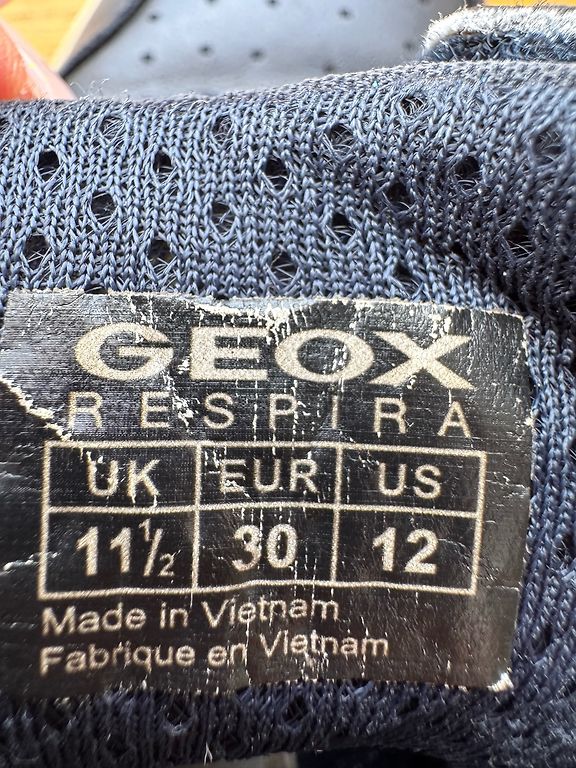 GEOX
RESPIRA
UK EUR US
11½ 30 12
Made in Vietnam
Fabrique en Vietnam